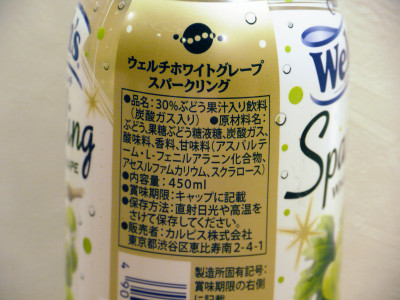 ウェルチホワイトグレープ
スパークリング
●品名：30％ぶどう果汁入り飲料
（炭酸ガス入り）●原材料名：
ぶどう、果糖ぶどう糖液糖、炭酸ガス、
酸味料、香料、甘味料（アスパルテ
ーム・L-フェニルアラニン化合物、
アセスルファムカリウム、スクラロース）
●内容量：450ml
●賞味期限：キャップに記載
●保存方法：直射日光や高温を
さけて保存してください。
●販売者：カルピス株式会社
東京都渋谷区恵比寿南2-4-1
製造所固有記号：
賞味期限の右側
に記載
4 90
's
ing
We
Spa